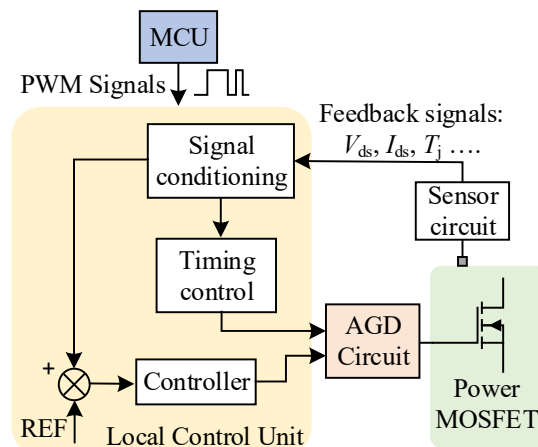 MCU
PWM Signals
Feedback signals:
Vds, Ids, Tj ….
Signal
conditioning
Sensor
circuit
Timing
control
AGD
Circuit
+
Controller
Power
MOSFET
REF
Local Control Unit